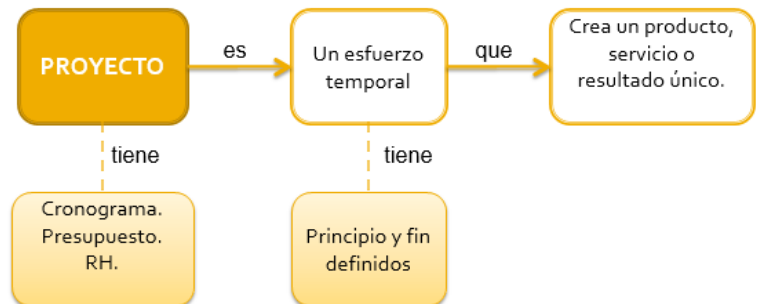 PROYECTO
es
Un esfuerzo
temporal
que
Crea un producto,
servicio o
resultado único.
tiene
tiene
Cronograma.
Presupuesto.
RH.
Principio y fin
definidos